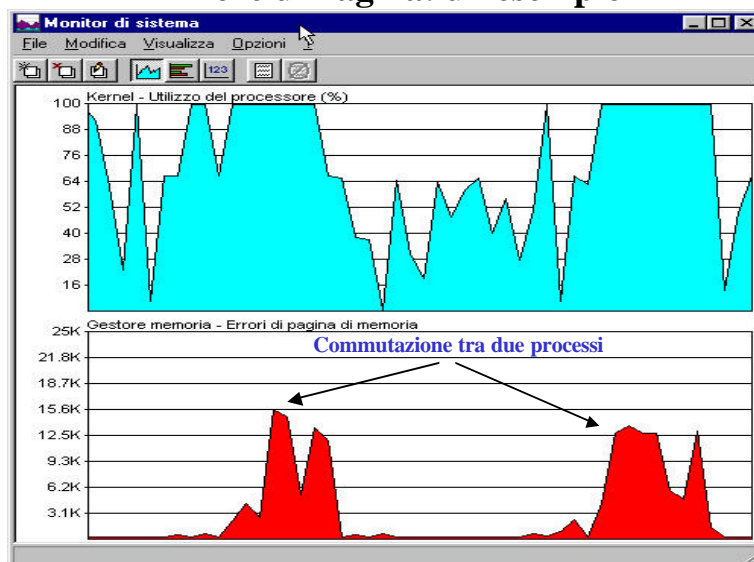 Monitor di sistema
File Modifica Visualizza Opzioni ?
123
Kernel - Utilizzo del processore (%)
100
88
76
64
52
40
28
16
Gestore memoria - Errori di pagina di memoria
25K
21.8K
18.7K
15.6K
12.5K
9.3K
6.2K
3.1K
Commutazione tra due processi